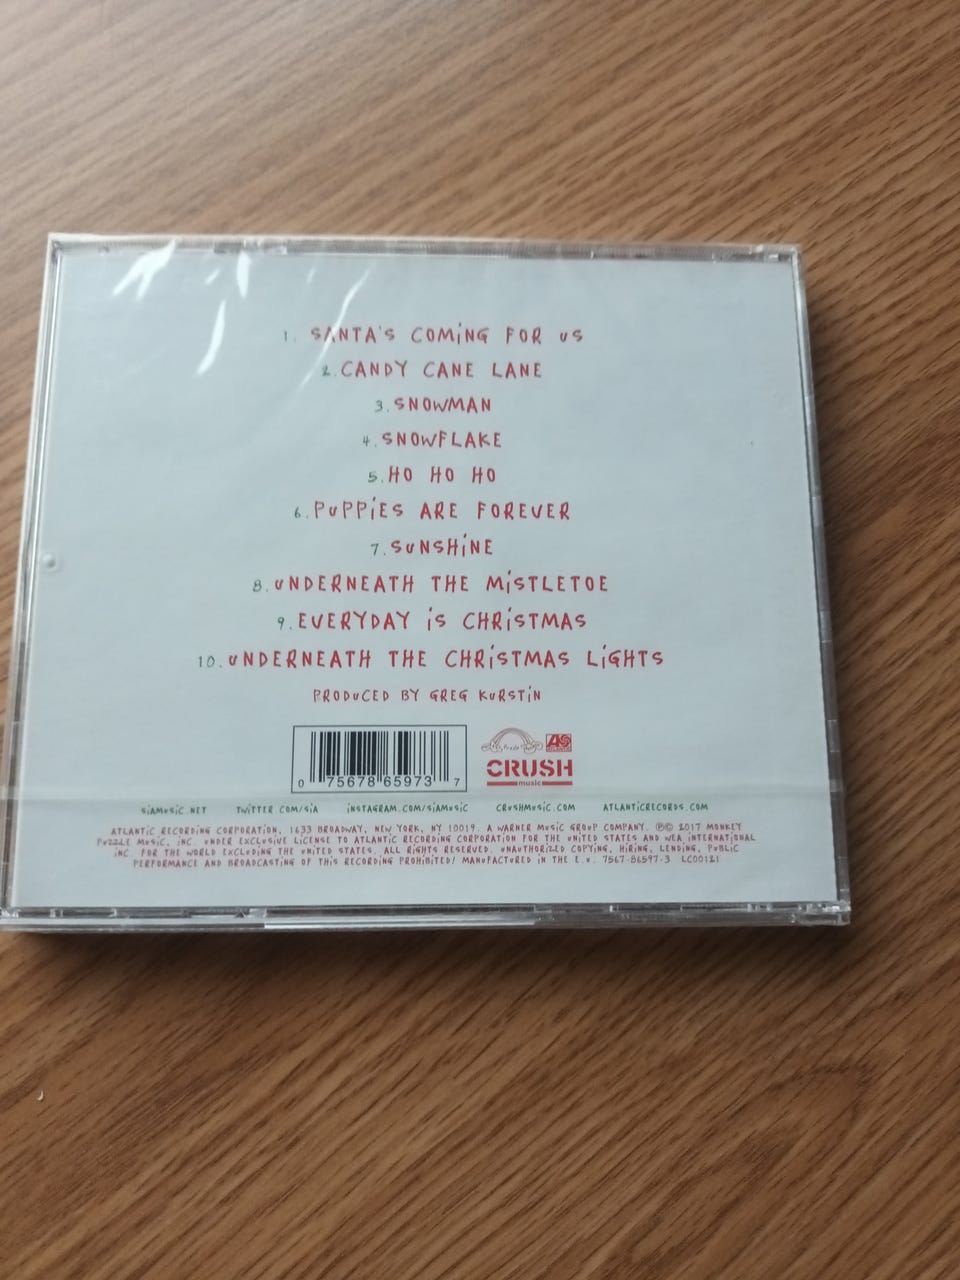 1. SANTA'S COMiNG FOR US
2. CANDY CANE LANE
3. SNOWMAN
4. SNOWFLAKE
5. HO HO HO
6. PUPPiES ARE FOREVER
7. SUNSHiNE
8. UNDERNEATH THE MiSTLETOE
9. EVERYDAY iS CHRiSTMAS
10. UNDERNEATH THE CHRiSTMAS LiGHTS
PRODUCED BY GREG KURSTiN
0 75678 65973 7
CRUSH
music
SiAMUSiC.NET TWiTTER.COM/SiA iNSTAGRAM.COM/SiAMUSiC CRUSHMUSiC.COM ATLANTiCRECORDS.COM
ATLANTiC RECORDiNG CORPORATiON, 1633 BROADWAY, NEW YORK, NY 10019. A WARNER MUSiC GROUP COMPANY. ℗© 2017 MONKEY
PUZZLE MUSiC, iNC. UNDER EXCLUSiVE LiCENSE TO ATLANTiC RECORDiNG CORPORATiON FOR THE UNiTED STATES AND WEA iNTERNATiONAL
iNC. FOR THE WORLD EXCLUDiNG THE UNiTED STATES. ALL RiGHTS RESERVED. UNAUTHORiZED COPYiNG, HiRiNG, LENDiNG, PUBLiC
PERFORMANCE AND BROADCASTiNG OF THiS RECORDiNG PROHiBiTED! MANUFACTURED iN THE E.U. 7567-86597-3 LC00121